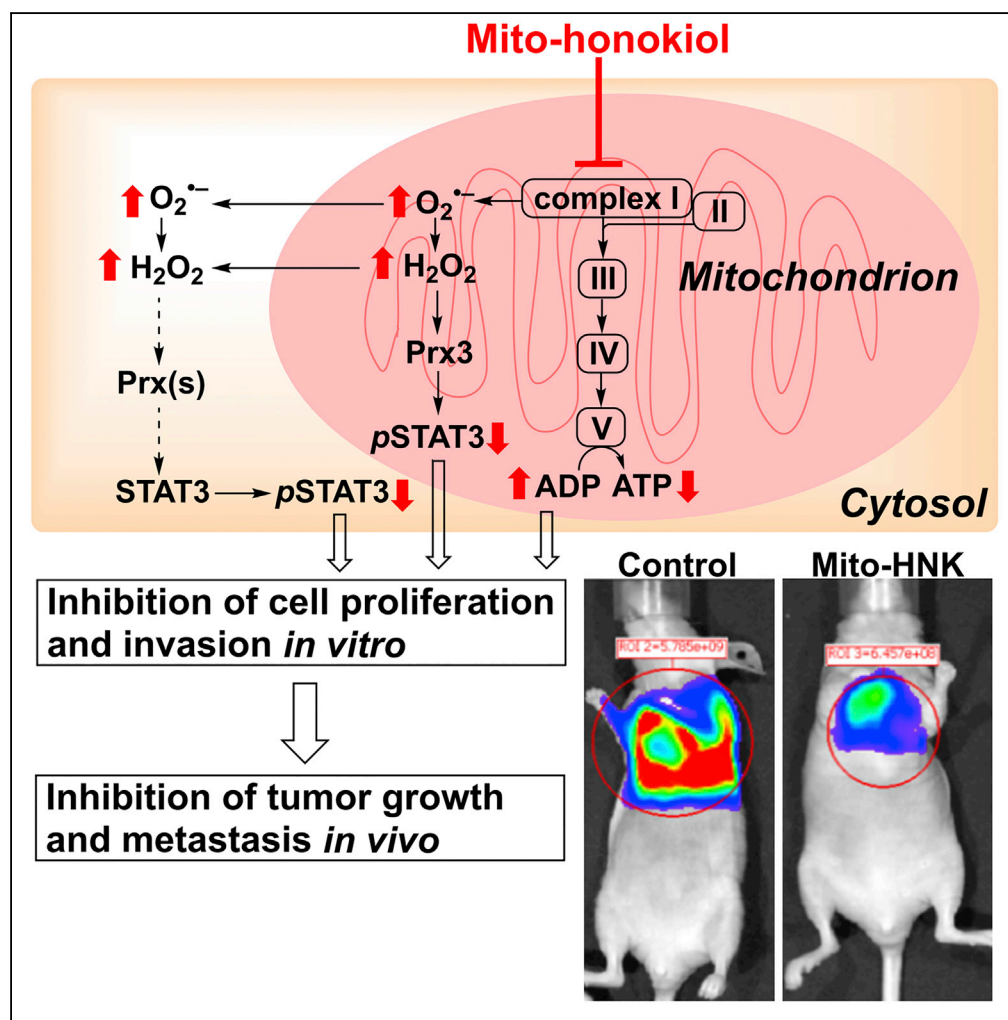 Mito-honokiol
O₂•– O₂•– complex I II
H₂O₂ H₂O₂ III Mitochondrion
Prx(s) Prx3 IV
V
pSTAT3
STAT3 pSTAT3 ADP ATP Cytosol
Control Mito-HNK
Inhibition of cell proliferation
and invasion in vitro
ROI 2=5.785e+09 ROI 3=6.457e+08
Inhibition of tumor growth
and metastasis in vivo